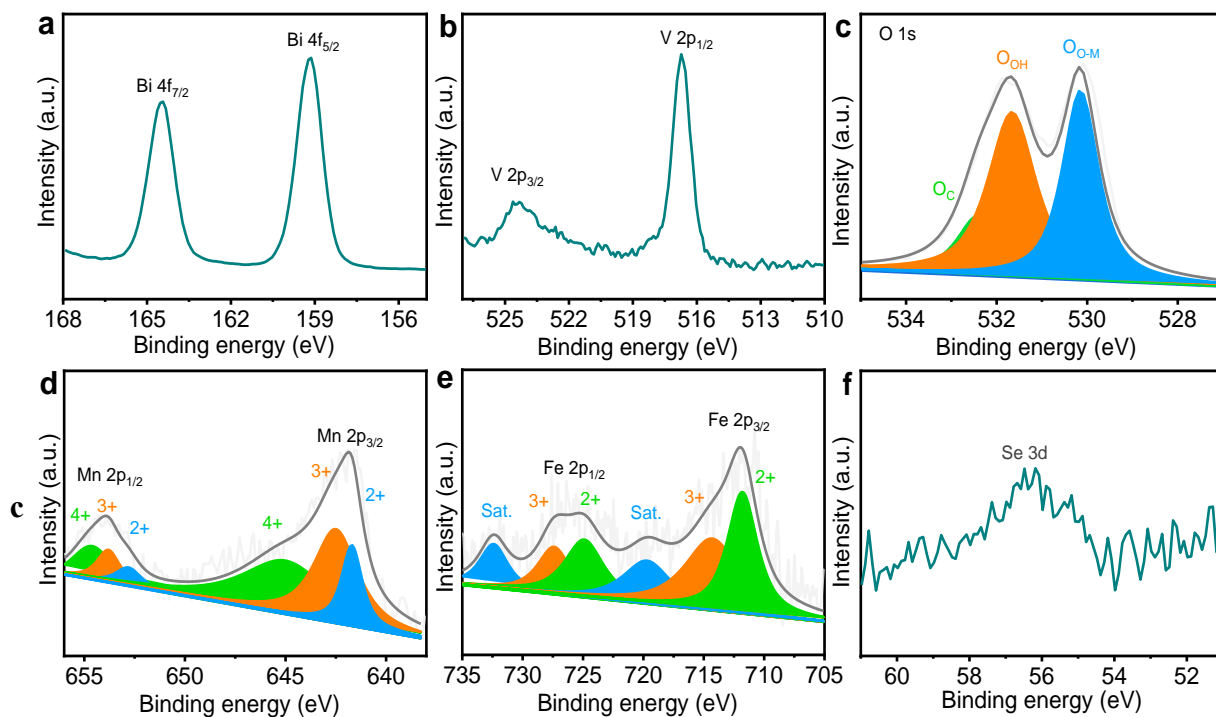 a
Bi 4f7/2
Bi 4f5/2
Intensity (a.u.)
168 165 162 159 156
Binding energy (eV)
b
V 2p1/2
V 2p3/2
Intensity (a.u.)
525 522 519 516 513 510
Binding energy (eV)
c
O 1s
OOH
OO-M
OC
Intensity (a.u.)
534 532 530 528
Binding energy (eV)
d
Mn 2p3/2
Mn 2p1/2
3+
2+
4+
3+
2+
4+
Intensity (a.u.)
655 650 645 640
Binding energy (eV)
c
e
Fe 2p3/2
Fe 2p1/2
2+
3+
Sat.
3+
2+
Sat.
Intensity (a.u.)
735 730 725 720 715 710 705
Binding energy (eV)
f
Se 3d
Intensity (a.u.)
60 58 56 54 52
Binding energy (eV)